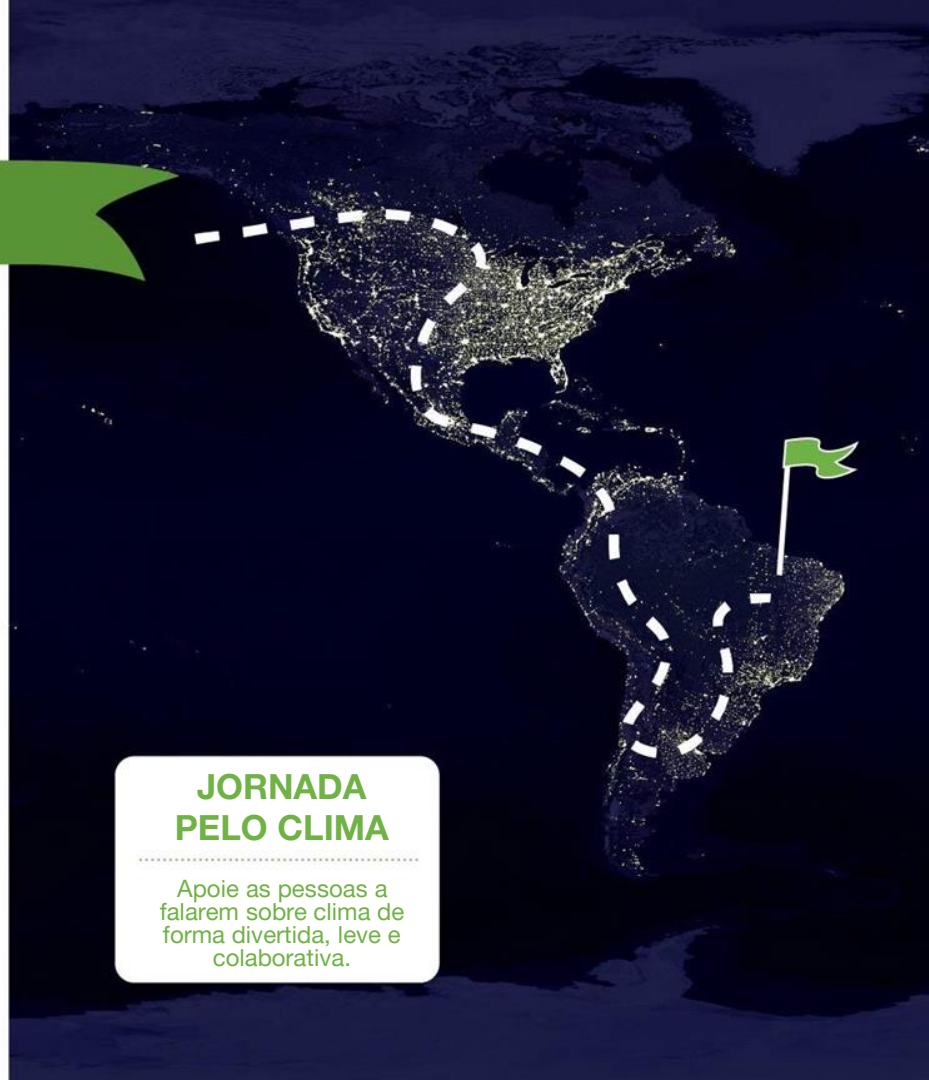 JORNADA
PELO CLIMA
Apoie as pessoas a
falarem sobre clima de
forma divertida, leve e
colaborativa.